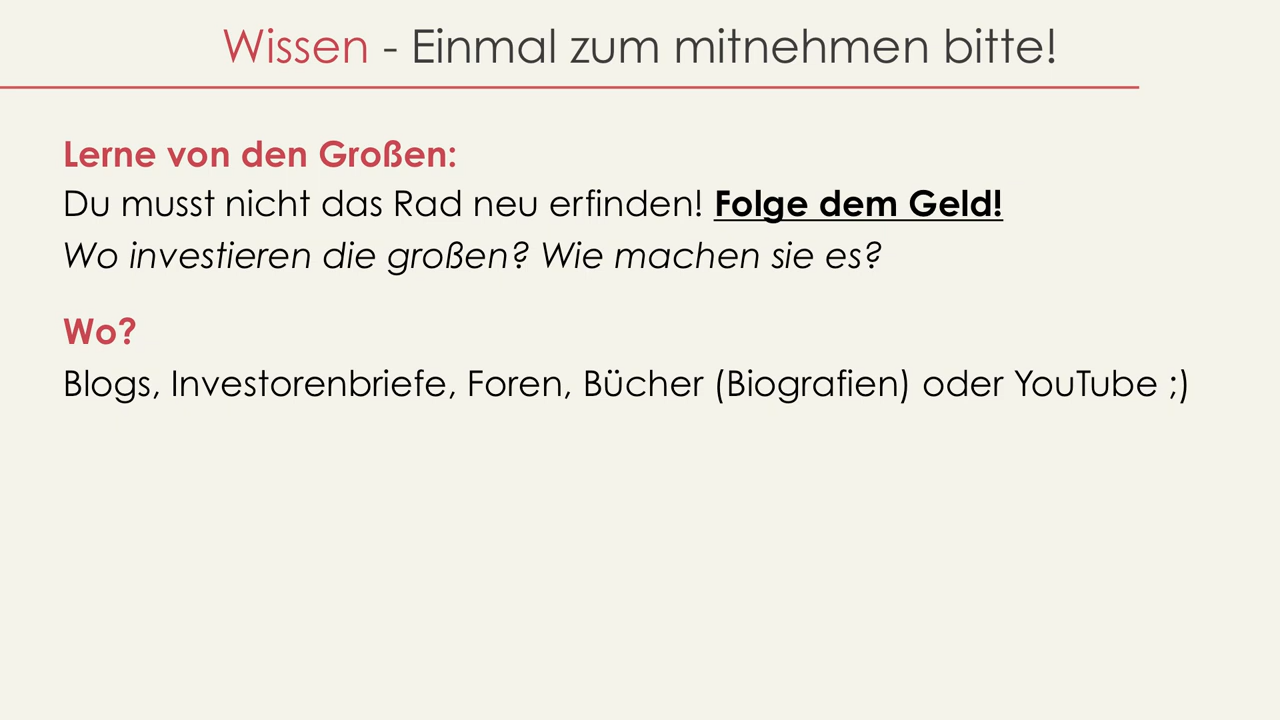 Wissen - Einmal zum mitnehmen bitte!
Lerne von den Großen:
Du musst nicht das Rad neu erfinden! Folge dem Geld!
Wo investieren die großen? Wie machen sie es?
Wo?
Blogs, Investorenbriefe, Foren, Bücher (Biografien) oder YouTube ;)